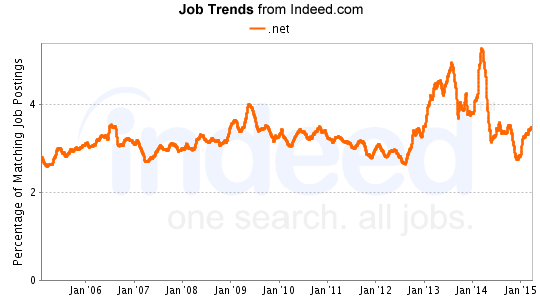 Job Trends from Indeed.com
.net
Percentage of Matching Job Postings
4
2
0
indeed
one search. all jobs.
Jan '06 Jan '07 Jan '08 Jan '09 Jan '10 Jan '11 Jan '12 Jan '13 Jan '14 Jan '15